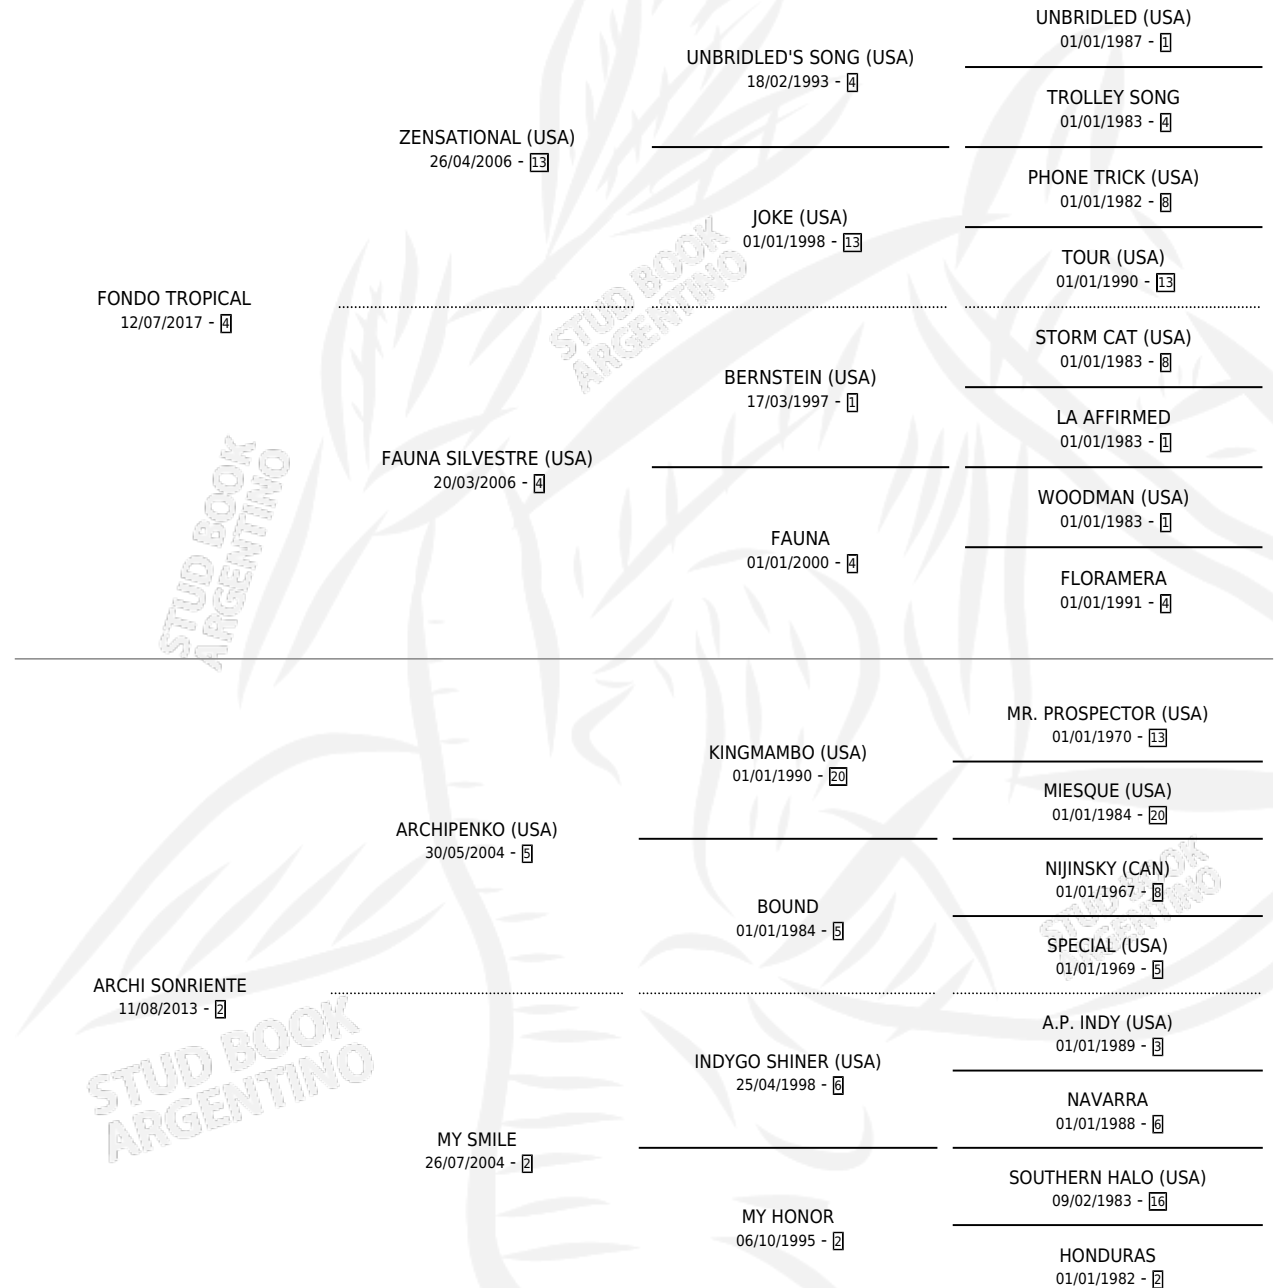 UNBRIDLED (USA)
01/01/1987 - 1
UNBRIDLED'S SONG (USA)
18/02/1993 - 4
TROLLEY SONG
01/01/1983 - 4
ZENSATIONAL (USA)
26/04/2006 - 13
PHONE TRICK (USA)
01/01/1982 - 8
JOKE (USA)
01/01/1998 - 13
TOUR (USA)
01/01/1990 - 13
FONDO TROPICAL
12/07/2017 - 4
STORM CAT (USA)
01/01/1983 - 8
BERNSTEIN (USA)
17/03/1997 - 1
LA AFFIRMED
01/01/1983 - 1
FAUNA SILVESTRE (USA)
20/03/2006 - 4
WOODMAN (USA)
01/01/1983 - 1
FAUNA
01/01/2000 - 4
FLORAMERA
01/01/1991 - 4
MR. PROSPECTOR (USA)
01/01/1970 - 13
KINGMAMBO (USA)
01/01/1990 - 20
MIESQUE (USA)
01/01/1984 - 20
ARCHIPENKO (USA)
30/05/2004 - 5
NIJINSKY (CAN)
01/01/1967 - 8
BOUND
01/01/1984 - 5
SPECIAL (USA)
01/01/1969 - 5
ARCHI SONRIENTE
11/08/2013 - 2
A.P. INDY (USA)
01/01/1989 - 3
INDYGO SHINER (USA)
25/04/1998 - 6
NAVARRA
01/01/1988 - 6
MY SMILE
26/07/2004 - 2
SOUTHERN HALO (USA)
09/02/1983 - 16
MY HONOR
06/10/1995 - 2
HONDURAS
01/01/1982 - 2
STUD BOOK
ARGENTINO
STUD BOOK
ARGENTINO
STUD BOOK
ARGENTINO
STUD BOOK
ARGENTINO